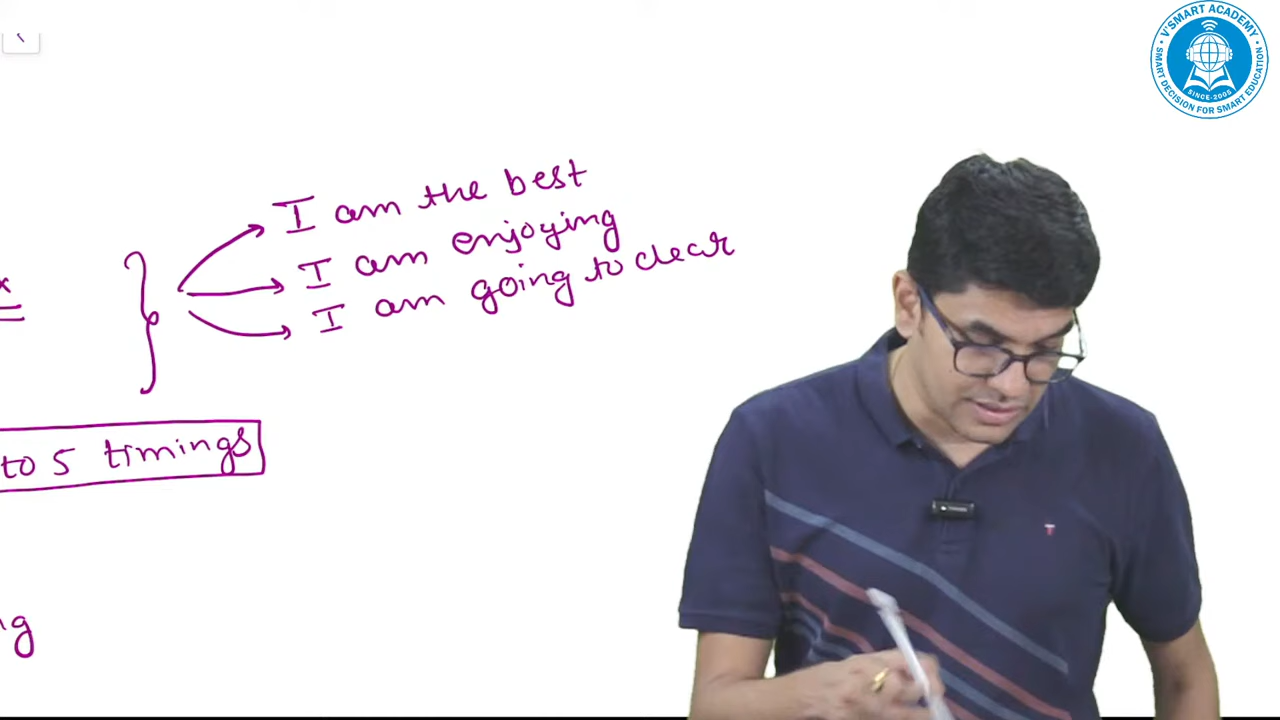 V'SMART ACADEMY
SMART DECISION FOR SMART EDUCATION
SINCE-2005
I am the best
I am enjoying
I am going to clear
to 5 timings
T